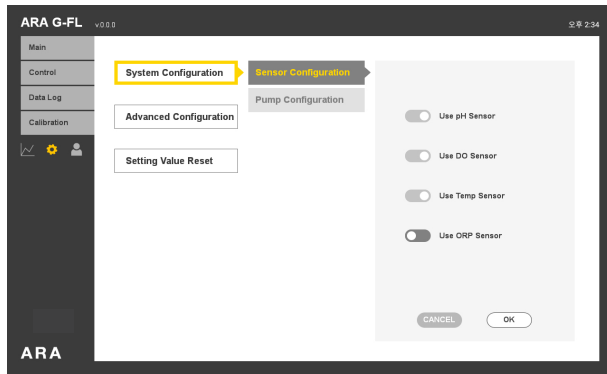 ARA G-FL v.0.0.0
오후 2:34
Main
Control
Data Log
Calibration
System Configuration
Advanced Configuration
Setting Value Reset
Sensor Configuration
Pump Configuration
Use pH Sensor
Use DO Sensor
Use Temp Sensor
Use ORP Sensor
CANCEL
OK
ARA